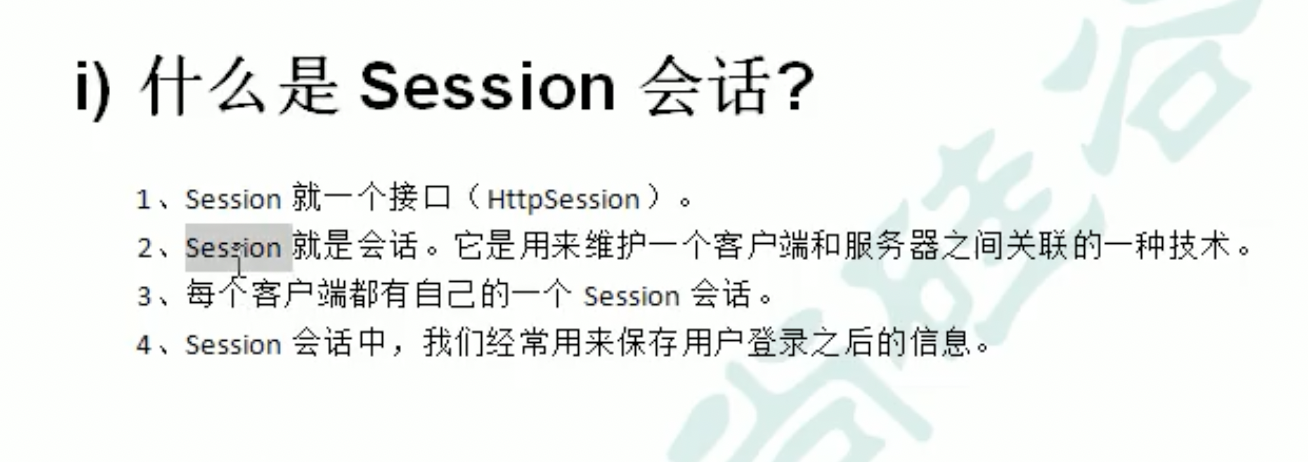 i) 什么是 Session 会话?
1、Session 就一个接口（HttpSession）。
2、Session 就是会话。它是用来维护一个客户端和服务器之间关联的一种技术。
3、每个客户端都有自己的一个 Session 会话。
4、Session 会话中，我们经常用来保存用户登录之后的信息。
尚硅谷